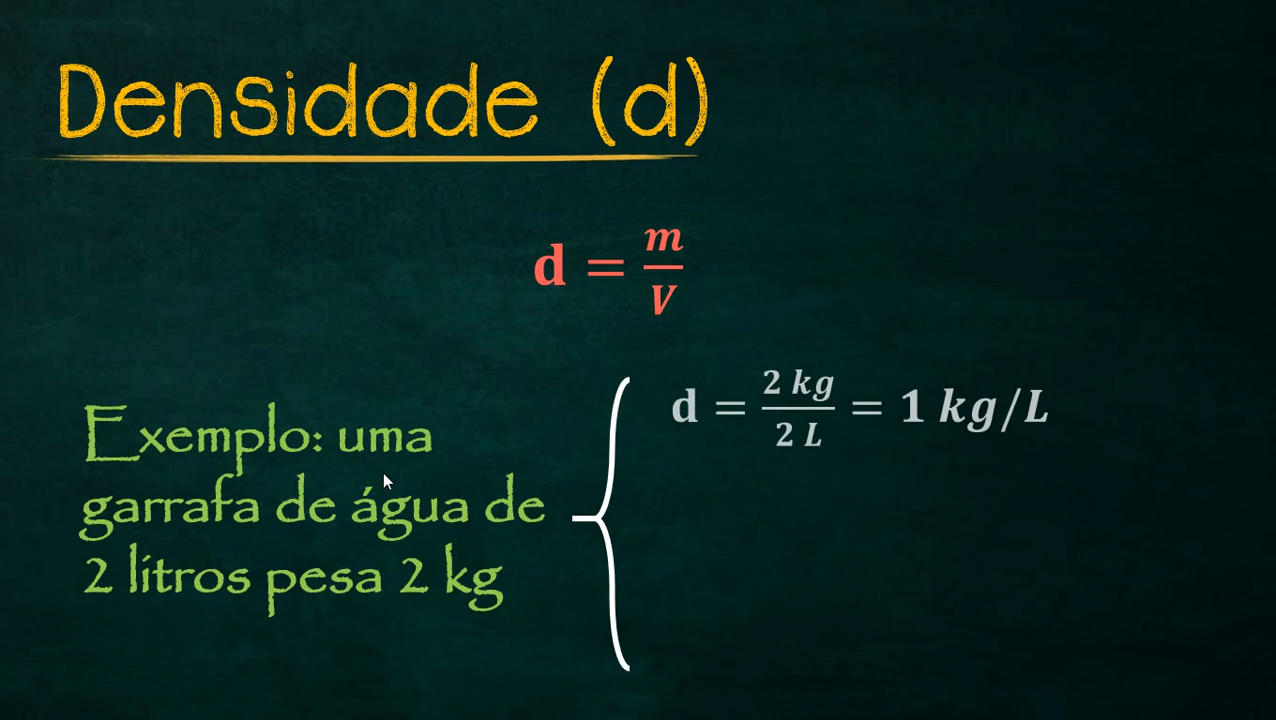 Densidade (d)
d = m/V
Exemplo: uma
garrafa de água de
2 litros pesa 2 kg
d = 2 kg/2 L = 1 kg/L